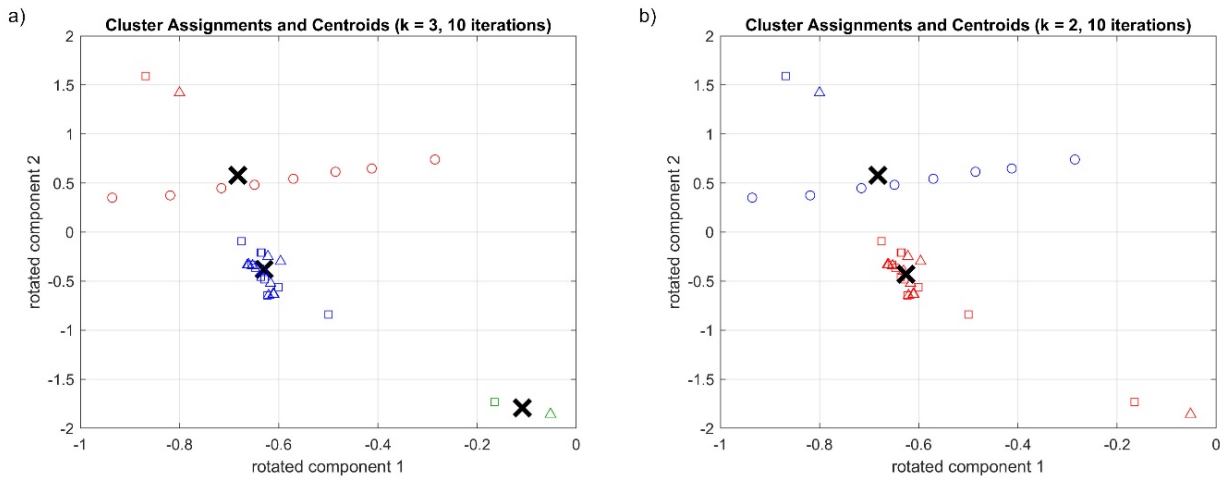 a)
Cluster Assignments and Centroids (k = 3, 10 iterations)
2
1.5
1
0.5
0
-0.5
-1
-1.5
-2
rotated component 2
-1 -0.8 -0.6 -0.4 -0.2 0
rotated component 1
b)
Cluster Assignments and Centroids (k = 2, 10 iterations)
2
1.5
1
0.5
0
-0.5
-1
-1.5
-2
rotated component 2
-1 -0.8 -0.6 -0.4 -0.2 0
rotated component 1